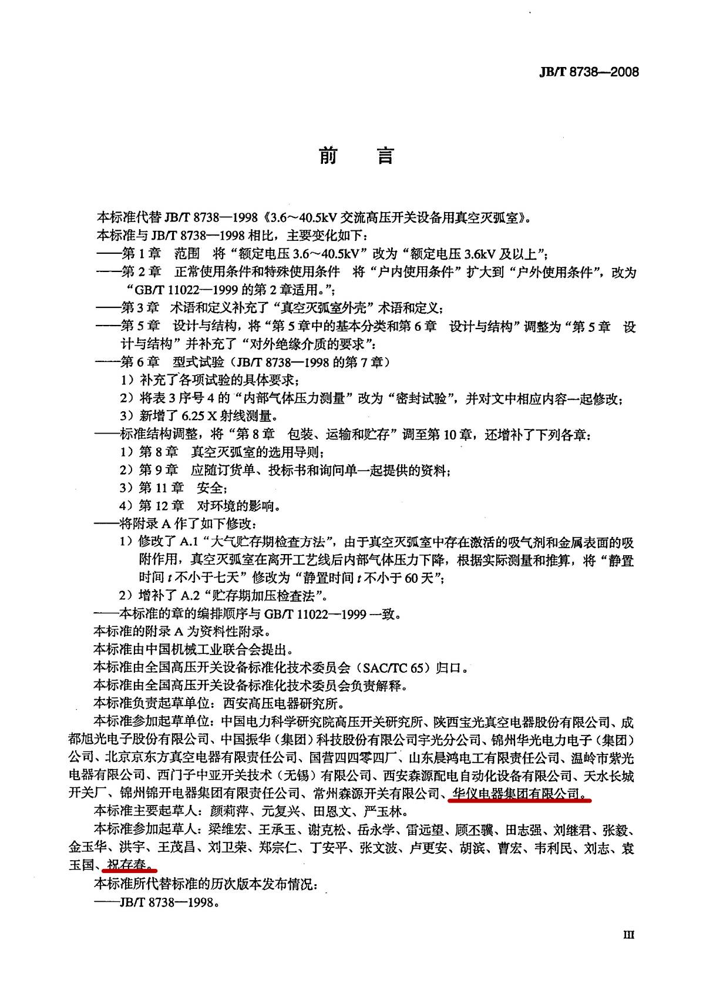 JB/T 8738—2008
前 言
本标准代替 JB/T 8738—1998《3.6～40.5kV 交流高压开关设备用真空灭弧室》。
本标准与 JB/T 8738—1998 相比，主要变化如下：
——第 1 章 范围 将“额定电压 3.6～40.5kV”改为“额定电压 3.6kV 及以上”；
——第 2 章 正常使用条件和特殊使用条件 将“户内使用条件”扩大到“户外使用条件”，改为
“GB/T 11022—1999 的第 2 章适用。”；
——第 3 章 术语和定义补充了“真空灭弧室外壳”术语和定义；
——第 5 章 设计与结构，将“第 5 章中的基本分类和第 6 章 设计与结构”调整为“第 5 章 设
计与结构”并补充了“对外绝缘介质的要求”：
——第 6 章 型式试验（JB/T 8738—1998 的第 7 章）
1）补充了各项试验的具体要求；
2）将表 3 序号 4 的“内部气体压力测量”改为“密封试验”，并对文中相应内容一起修改；
3）新增了 6.25 X 射线测量。
——标准结构调整，将“第 8 章 包装、运输和贮存”调至第 10 章，还增补了下列各章：
1）第 8 章 真空灭弧室的选用导则；
2）第 9 章 应随订货单、投标书和询问单一起提供的资料；
3）第 11 章 安全；
4）第 12 章 对环境的影响。
——将附录 A 作了如下修改：
1）修改了 A.1“大气贮存期检查方法”，由于真空灭弧室中存在激活的吸气剂和金属表面的吸
附作用，真空灭弧室在离开工艺线后内部气体压力下降，根据实际测量和推算，将“静置
时间 t 不小于七天”修改为“静置时间 t 不小于 60 天”；
2）增补了 A.2“贮存期加压检查法”。
——本标准的章的编排顺序与 GB/T 11022—1999 一致。
本标准的附录 A 为资料性附录。
本标准由中国机械工业联合会提出。
本标准由全国高压开关设备标准化技术委员会（SAC/TC 65）归口。
本标准由全国高压开关设备标准化技术委员会负责解释。
本标准负责起草单位：西安高压电器研究所。
本标准参加起草单位：中国电力科学研究院高压开关研究所、陕西宝光真空电器股份有限公司、成
都旭光电子股份有限公司、中国振华（集团）科技股份有限公司宇光分公司、锦州华光电力电子（集团）
公司、北京京东方真空电器有限责任公司、国营四四零四厂、山东晨鸿电工有限责任公司、温岭市紫光
电器有限公司、西门子中亚开关技术（无锡）有限公司、西安森源配电自动化设备有限公司、天水长城
开关厂、锦州锦开电器集团有限责任公司、常州森源开关有限公司、华仪电器集团有限公司。
本标准主要起草人：颜莉萍、元复兴、田恩文、严玉林。
本标准参加起草人：梁维宏、王承玉、谢克松、岳永学、雷远望、顾丕骥、田志强、刘继君、张毅、
金玉华、洪宇、王茂昌、刘卫荣、郑宗仁、丁安平、张文波、卢更安、胡滨、曹宏、韦利民、刘志、袁
玉国、祝存春。
本标准所代替标准的历次版本发布情况：
——JB/T 8738—1998。
III